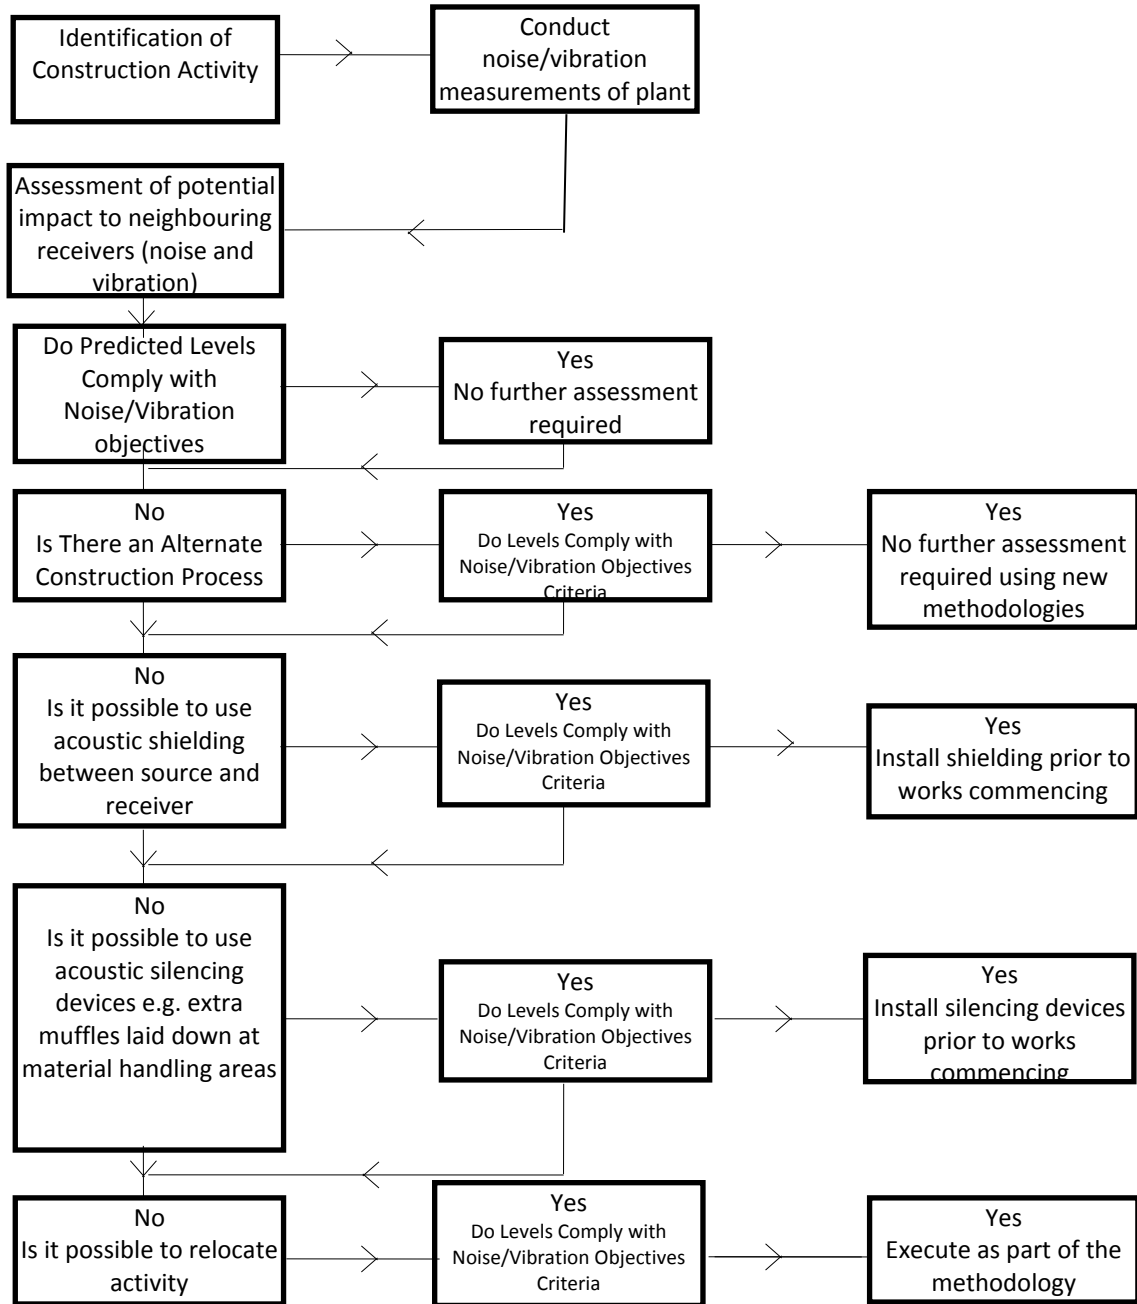 Identification of
Construction Activity
Conduct
noise/vibration
measurements of plant
Assessment of potential
impact to neighbouring
receivers (noise and
vibration)
Do Predicted Levels
Comply with
Noise/Vibration
objectives
Yes
No further assessment
required
No
Is There an Alternate
Construction Process
Yes
Do Levels Comply with
Noise/Vibration Objectives
Criteria
Yes
No further assessment
required using new
methodologies
No
Is it possible to use
acoustic shielding
between source and
receiver
Yes
Do Levels Comply with
Noise/Vibration Objectives
Criteria
Yes
Install shielding prior to
works commencing
No
Is it possible to use
acoustic silencing
devices e.g. extra
muffles laid down at
material handling areas
Yes
Do Levels Comply with
Noise/Vibration Objectives
Criteria
Yes
Install silencing devices
prior to works
commencing
No
Is it possible to relocate
activity
Yes
Do Levels Comply with
Noise/Vibration Objectives
Criteria
Yes
Execute as part of the
methodology